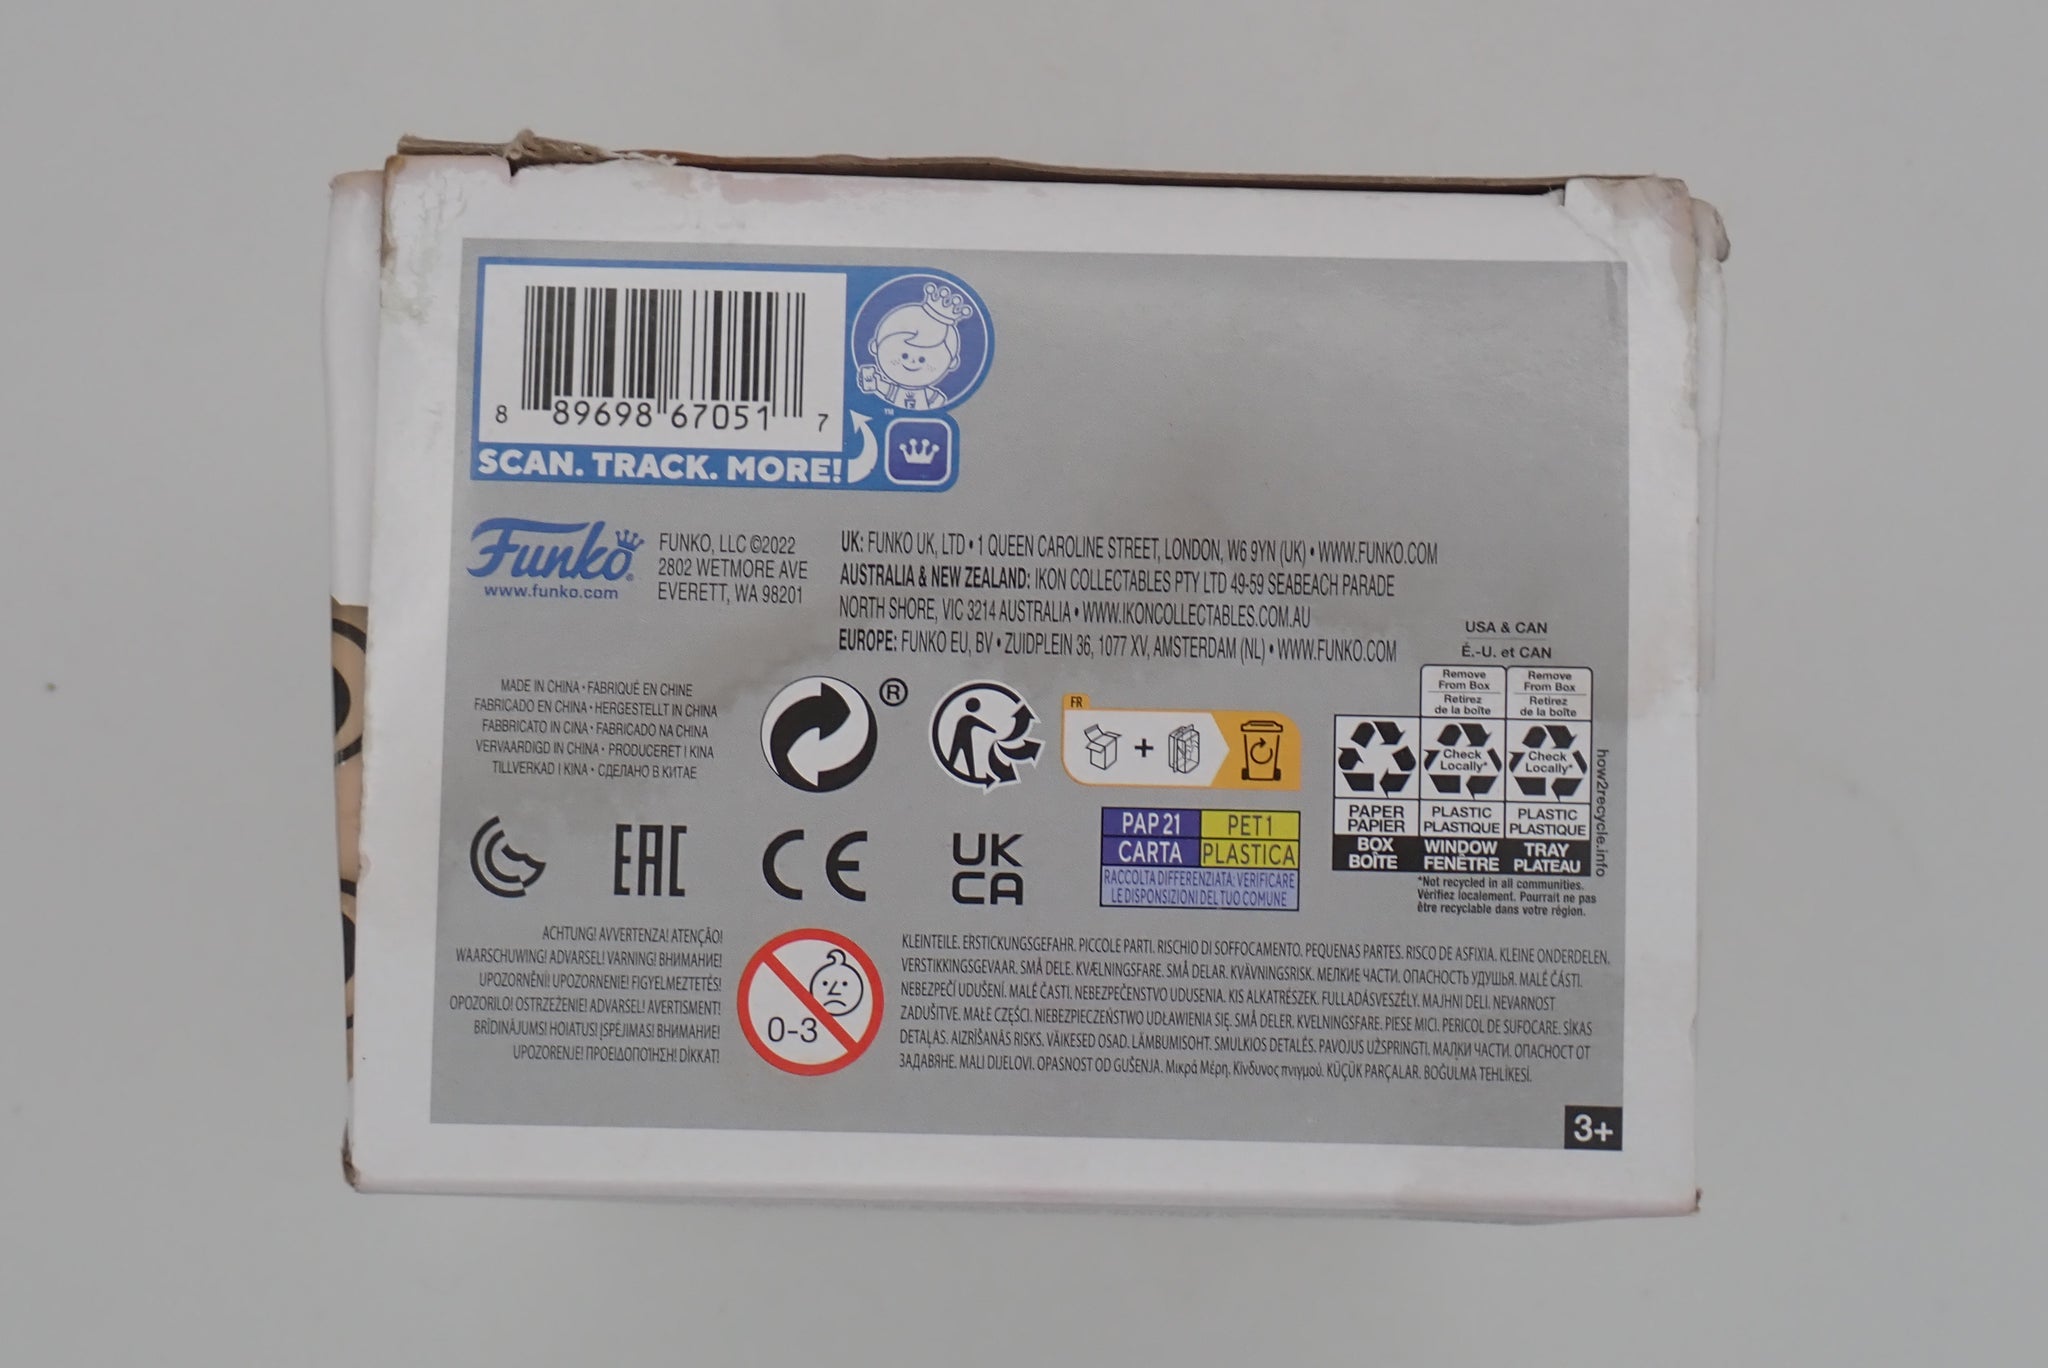 8 89698 67051 7
SCAN. TRACK. MORE!
™
Funko®
www.funko.com
FUNKO, LLC ©2022
2802 WETMORE AVE
EVERETT, WA 98201
UK: FUNKO UK, LTD • 1 QUEEN CAROLINE STREET, LONDON, W6 9YN (UK) • WWW.FUNKO.COM
AUSTRALIA & NEW ZEALAND: IKON COLLECTABLES PTY LTD 49-59 SEABEACH PARADE
NORTH SHORE, VIC 3214 AUSTRALIA • WWW.IKONCOLLECTABLES.COM.AU
EUROPE: FUNKO EU, BV • ZUIDPLEIN 36, 1077 XV, AMSTERDAM (NL) • WWW.FUNKO.COM
MADE IN CHINA • FABRIQUÉ EN CHINE
FABRICADO EN CHINA • HERGESTELLT IN CHINA
FABBRICATO IN CINA • FABRICADO NA CHINA
VERVAARDIGD IN CHINA • PRODUCERET I KINA
TILLVERKAD I KINA • СДЕЛАНО В КИТАЕ
®
FR
+
USA & CAN
É.-U. et CAN
Remove
From Box
Retirez
de la boîte
Remove
From Box
Retirez
de la boîte
Check
Locally*
Check
Locally*
PAPER
PAPIER
PLASTIC
PLASTIQUE
PLASTIC
PLASTIQUE
BOX
BOÎTE
WINDOW
FENÊTRE
TRAY
PLATEAU
how2recycle.info
*Not recycled in all communities.
Vérifiez localement. Pourrait ne pas
être recyclable dans votre région.
EAC
CE
UK
CA
PAP 21
CARTA
PET 1
PLASTICA
RACCOLTA DIFFERENZIATA: VERIFICARE
LE DISPONSIZIONI DEL TUO COMUNE
ACHTUNG! AVVERTENZA! ATENÇÃO!
WAARSCHUWING! ADVARSEL! VARNING! ВНИМАНИЕ!
UPOZORNĚNÍ! UPOZORNENIE! FIGYELMEZTETÉS!
OPOZORILO! OSTRZEŻENIE! ADVARSEL! AVERTISMENT!
BRĪDINĀJUMS! HOIATUS! ĮSPĖJIMAS! ВНИМАНИЕ!
UPOZORENJE! ΠΡΟΕΙΔΟΠΟΊΗΣΗ! DİKKAT!
0-3
KLEINTEILE. ERSTICKUNGSGEFAHR. PICCOLE PARTI. RISCHIO DI SOFFOCAMENTO. PEQUENAS PARTES. RISCO DE ASFIXIA. KLEINE ONDERDELEN.
VERSTIKKINGSGEVAAR. SMÅ DELE. KVÆLNINGSFARE. SMÅ DELAR. KVÄVNINGSRISK. МЕЛКИЕ ЧАСТИ. ОПАСНОСТЬ УДУШЬЯ. MALÉ ČÁSTI.
NEBEZPEČÍ UDUŠENÍ. MALÉ ČASTI. NEBEZPEČENSTVO UDUSENIA. KIS ALKATRÉSZEK. FULLADÁSVESZÉLY. MAJHNI DELI. NEVARNOST
ZADUŠITVE. MAŁE CZĘŚCI. NIEBEZPIECZEŃSTWO UDŁAWIENIA SIĘ. SMÅ DELER. KVELNINGSFARE. PIESE MICI. PERICOL DE SUFOCARE. SĪKAS
DETAĻAS. AIZRĪŠANĀS RISKS. VÄIKESED OSAD. LÄMBUMISOHT. SMULKIOS DETALĖS. PAVOJUS UŽSPRINGTI. МАЛКИ ЧАСТИ. ОПАСНОСТ ОТ
ЗАДАВЯНЕ. MALI DIJELOVI. OPASNOST OD GUŠENJA. Μικρά Μέρη. Κίνδυνος πνιγμού. KÜÇÜK PARÇALAR. BOĞULMA TEHLİKESİ.
3+